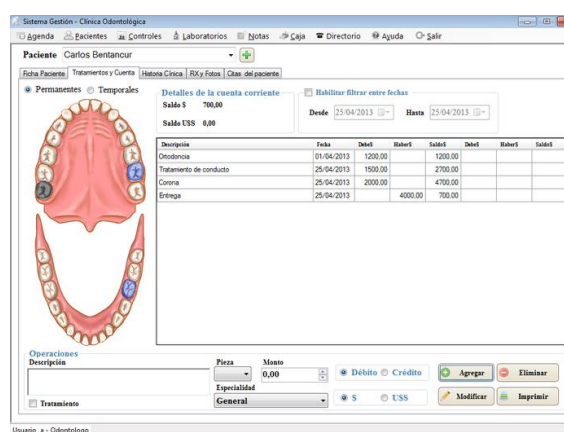 Sistema Gestión - Clínica Odontológica
Agenda Pacientes Controles Laboratorios Notas Caja Directorio Ayuda Salir
Paciente Carlos Bentancur
Ficha Paciente Tratamientos y Cuenta Historia Clínica RX y Fotos Citas del paciente
Permanentes Temporales
Detalles de la cuenta corriente
Saldo $ 700,00
Saldo U$S 0,00
Habilitar filtrar entre fechas
Desde 25/04/2013 Hasta 25/04/2013
Descripción Fecha Debe$ Haber$ Saldo$ Debe$ Haber$ Saldo$
Ortodoncia 01/04/2013 1200,00 1200,00
Tratamiento de conducto 25/04/2013 1500,00 2700,00
Corona 25/04/2013 2000,00 4700,00
Entrega 25/04/2013 4000,00 700,00
Operaciones
Descripción Pieza Monto
0,00
Débito Crédito
Agregar Eliminar
Especialidad
General
$ U$S
Modificar Imprimir
Tratamiento
Usuario a - Odontologo